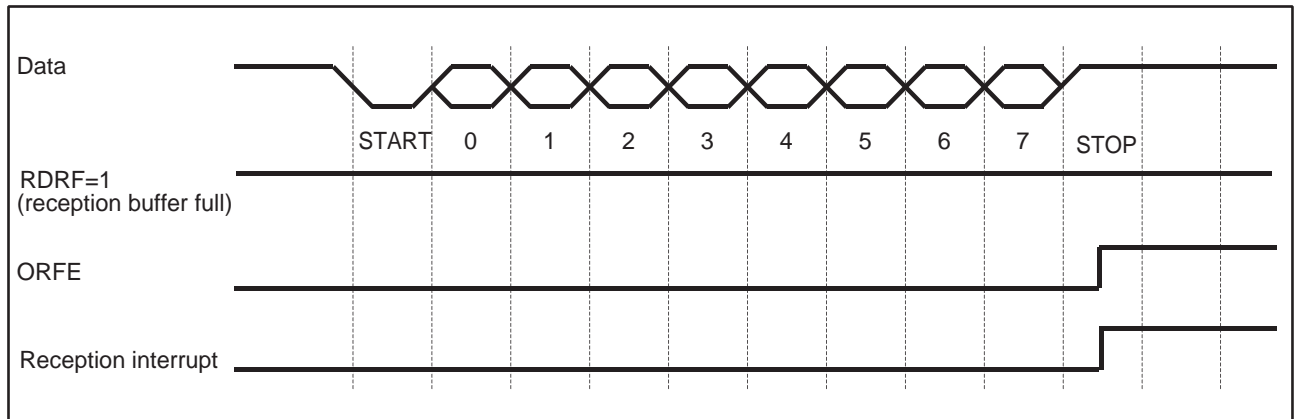 Data
START 0 1 2 3 4 5 6 7 STOP
RDRF=1
(reception buffer full)
ORFE
Reception interrupt